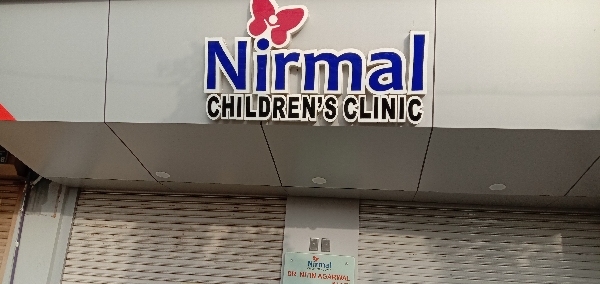 Nirmal
CHILDREN'S CLINIC
Nirmal
DR. NITIN AGARWAL